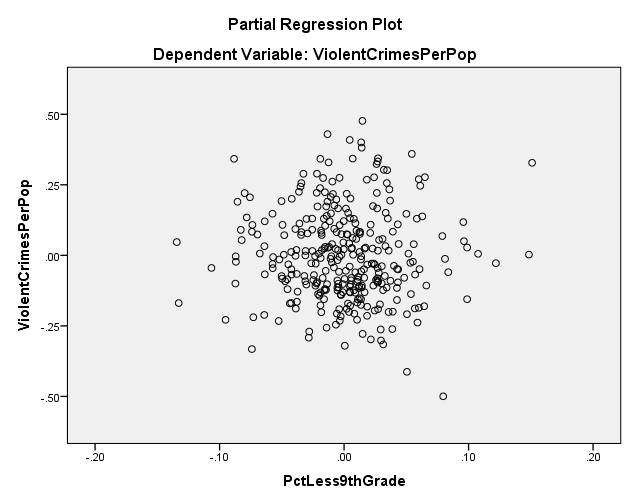 Partial Regression Plot
Dependent Variable: ViolentCrimesPerPop
ViolentCrimesPerPop
.50
.25
.00
-.25
-.50
-.20
-.10
.00
.10
.20
PctLess9thGrade